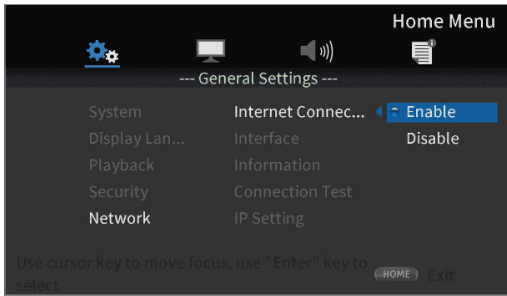 Home Menu
--- General Settings ---
System Internet Connec... Enable
Display Lan... Interface Disable
Playback Information
Security Connection Test
Network IP Setting
Use cursor key to move focus, use "Enter" key to
select
HOME Exit